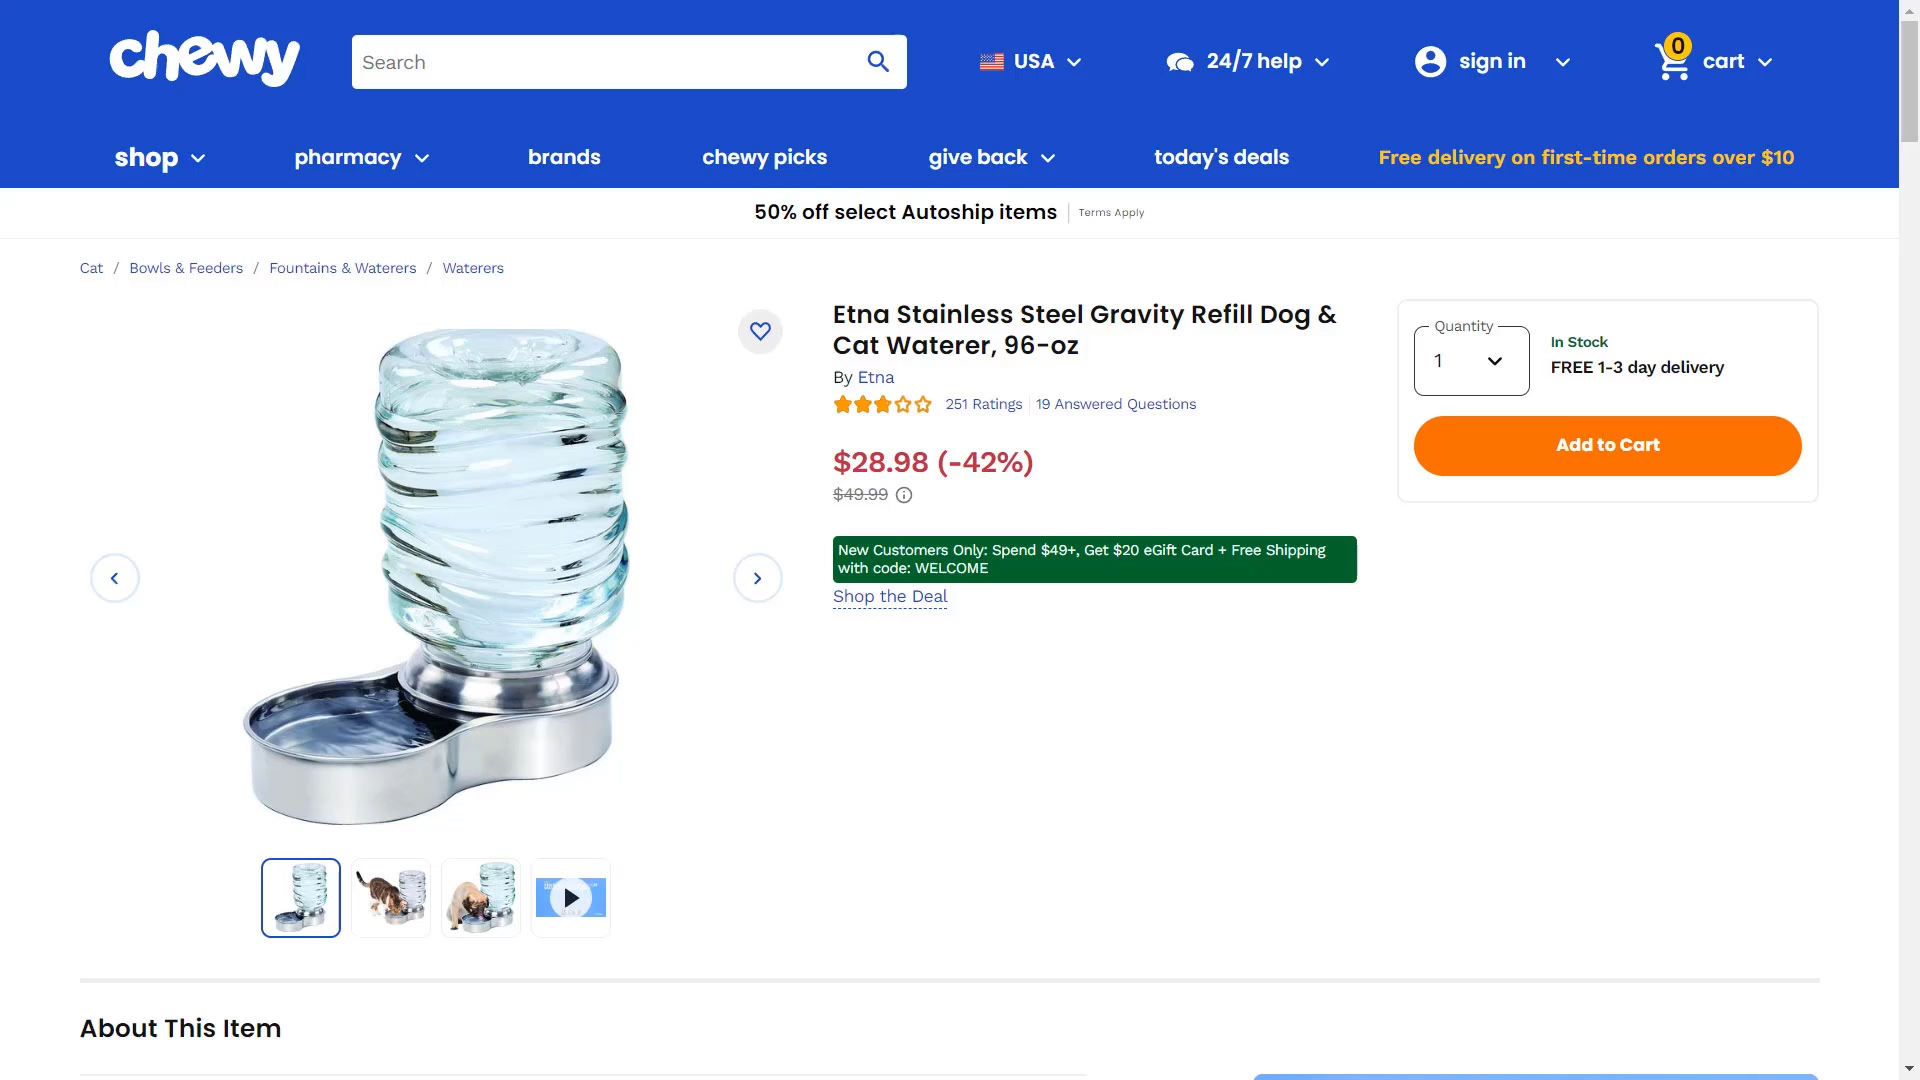 chewy
Search
USA
24/7 help
sign in
0
cart
shop
pharmacy
brands
chewy picks
give back
today's deals
Free delivery on first-time orders over $10
50% off select Autoship items
Terms Apply
Cat / Bowls & Feeders / Fountains & Waterers / Waterers
Etna Stainless Steel Gravity Refill Dog &
Cat Waterer, 96-oz
By Etna
251 Ratings
19 Answered Questions
$28.98 (-42%)
$49.99
New Customers Only: Spend $49+, Get $20 eGift Card + Free Shipping
with code: WELCOME
Shop the Deal
Quantity
1
In Stock
FREE 1-3 day delivery
Add to Cart
About This Item